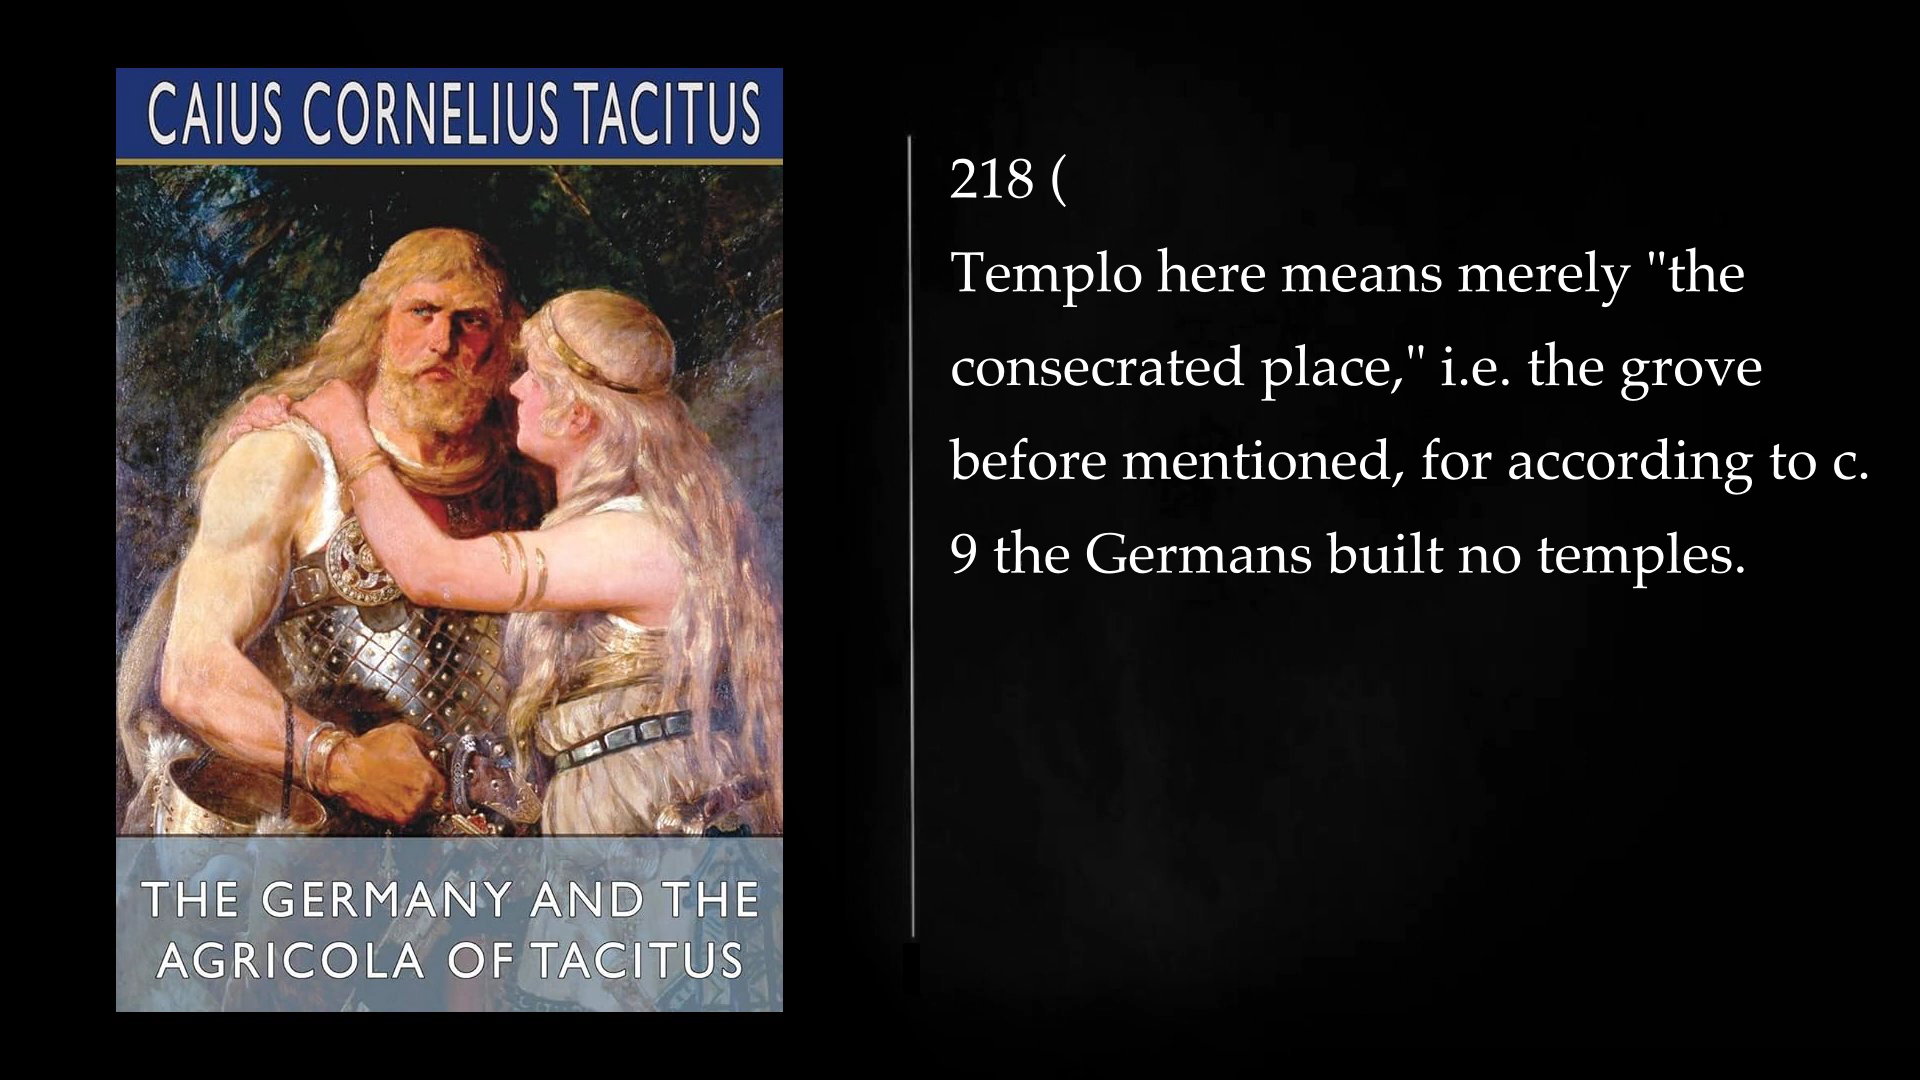 CAIUS CORNELIUS TACITUS
THE GERMANY AND THE
AGRICOLA OF TACITUS
218 (
Templo here means merely "the
consecrated place," i.e. the grove
before mentioned, for according to c.
9 the Germans built no temples.